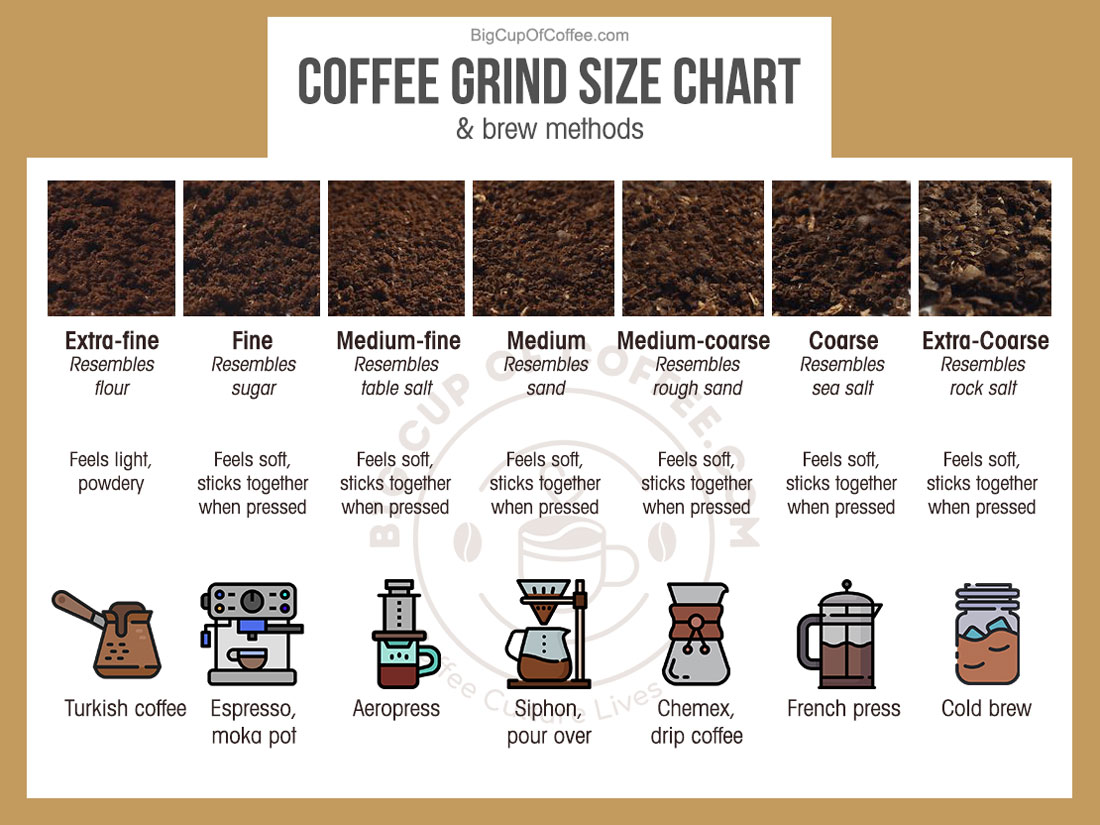 BigCupOfCoffee.com
COFFEE GRIND SIZE CHART
& brew methods
Extra-fine
Resembles
flour
Feels light,
powdery
Turkish coffee
Fine
Resembles
sugar
Feels soft,
sticks together
when pressed
Espresso,
moka pot
Medium-fine
Resembles
table salt
Feels soft,
sticks together
when pressed
Aeropress
Medium
Resembles
sand
Feels soft,
sticks together
when pressed
Siphon,
pour over
Medium-coarse
Resembles
rough sand
Feels soft,
sticks together
when pressed
Chemex,
drip coffee
Coarse
Resembles
sea salt
Feels soft,
sticks together
when pressed
French press
Extra-Coarse
Resembles
rock salt
Feels soft,
sticks together
when pressed
Cold brew
BIGCUP OF COFFEE.COM
Culture Lives